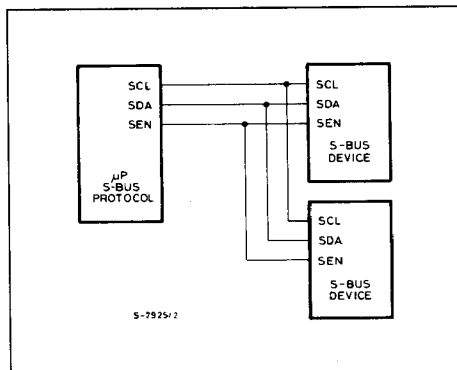 SCL
SDA
SEN
µP
S-BUS
PROTOCOL
SCL
SDA
SEN
S-BUS
DEVICE
SCL
SDA
SEN
S-BUS
DEVICE
S-7925/2